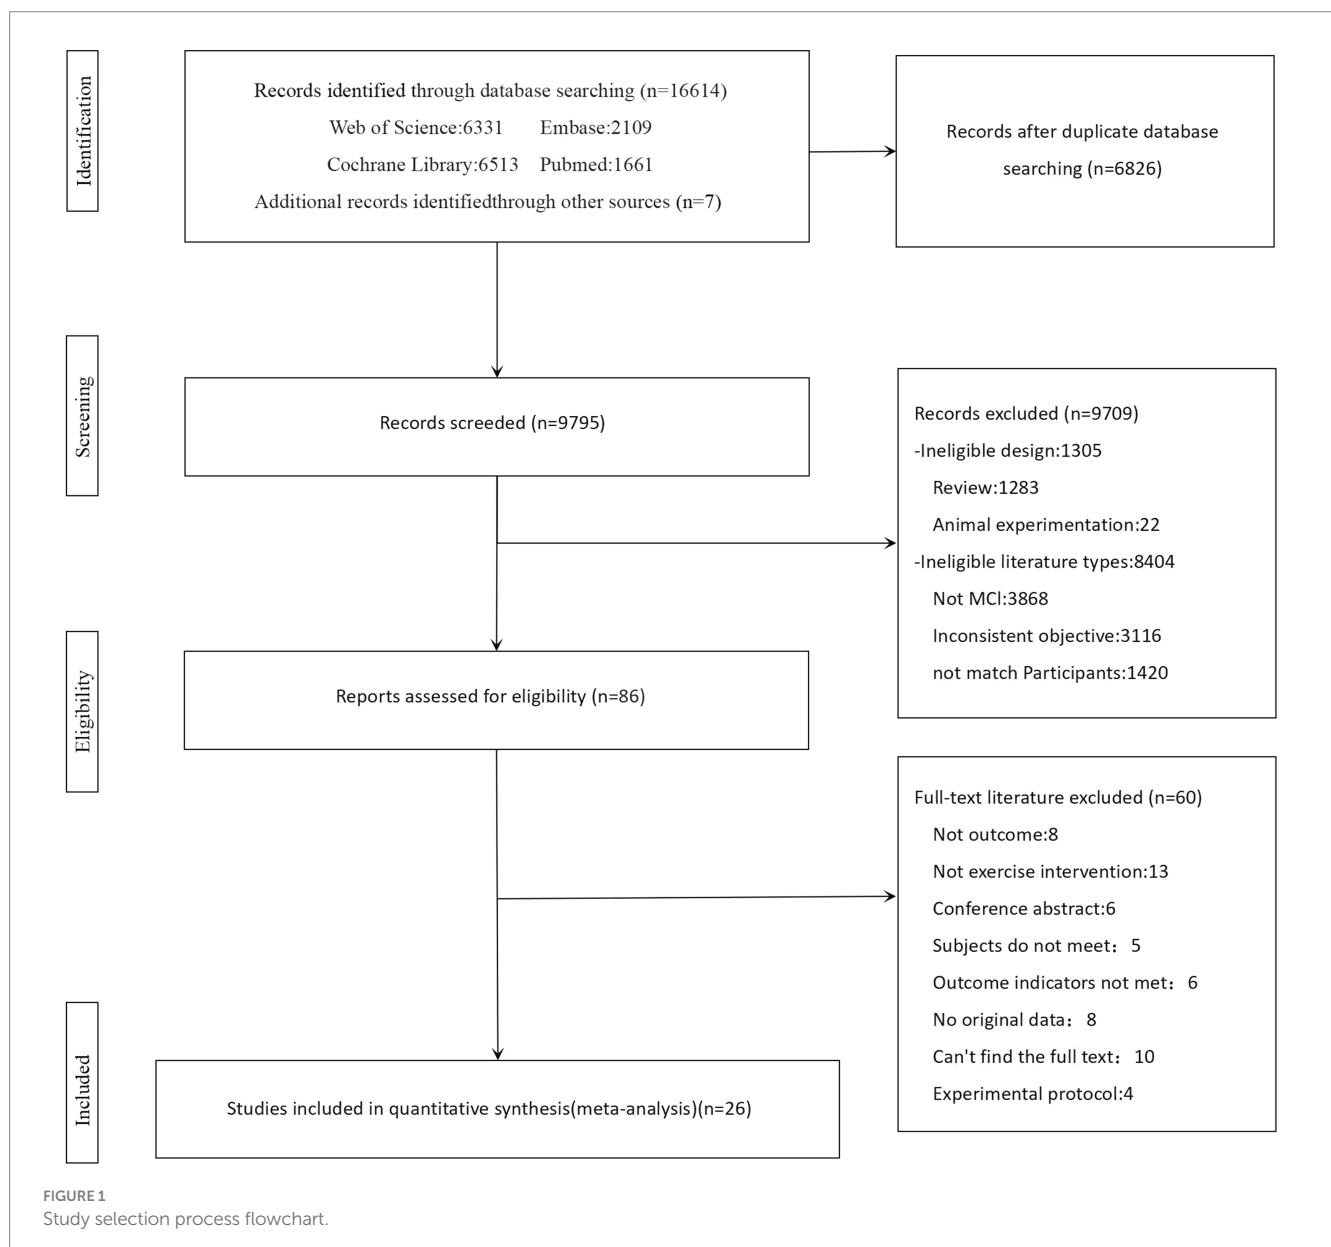 Identification
Records identified through database searching (n=16614)
Web of Science:6331 Embase:2109
Cochrane Library:6513 Pubmed:1661
Additional records identifiedthrough other sources (n=7)
Records after duplicate database
searching (n=6826)
Screening
Records screeded (n=9795)
Records excluded (n=9709)
-Ineligible design:1305
Review:1283
Animal experimentation:22
-Ineligible literature types:8404
Not MCl:3868
Inconsistent objective:3116
not match Participants:1420
Eligibility
Reports assessed for eligibility (n=86)
Full-text literature excluded (n=60)
Not outcome:8
Not exercise intervention:13
Conference abstract:6
Subjects do not meet：5
Outcome indicators not met：6
No original data：8
Can't find the full text：10
Experimental protocol:4
Included
Studies included in quantitative synthesis(meta-analysis)(n=26)
FIGURE 1
Study selection process flowchart.